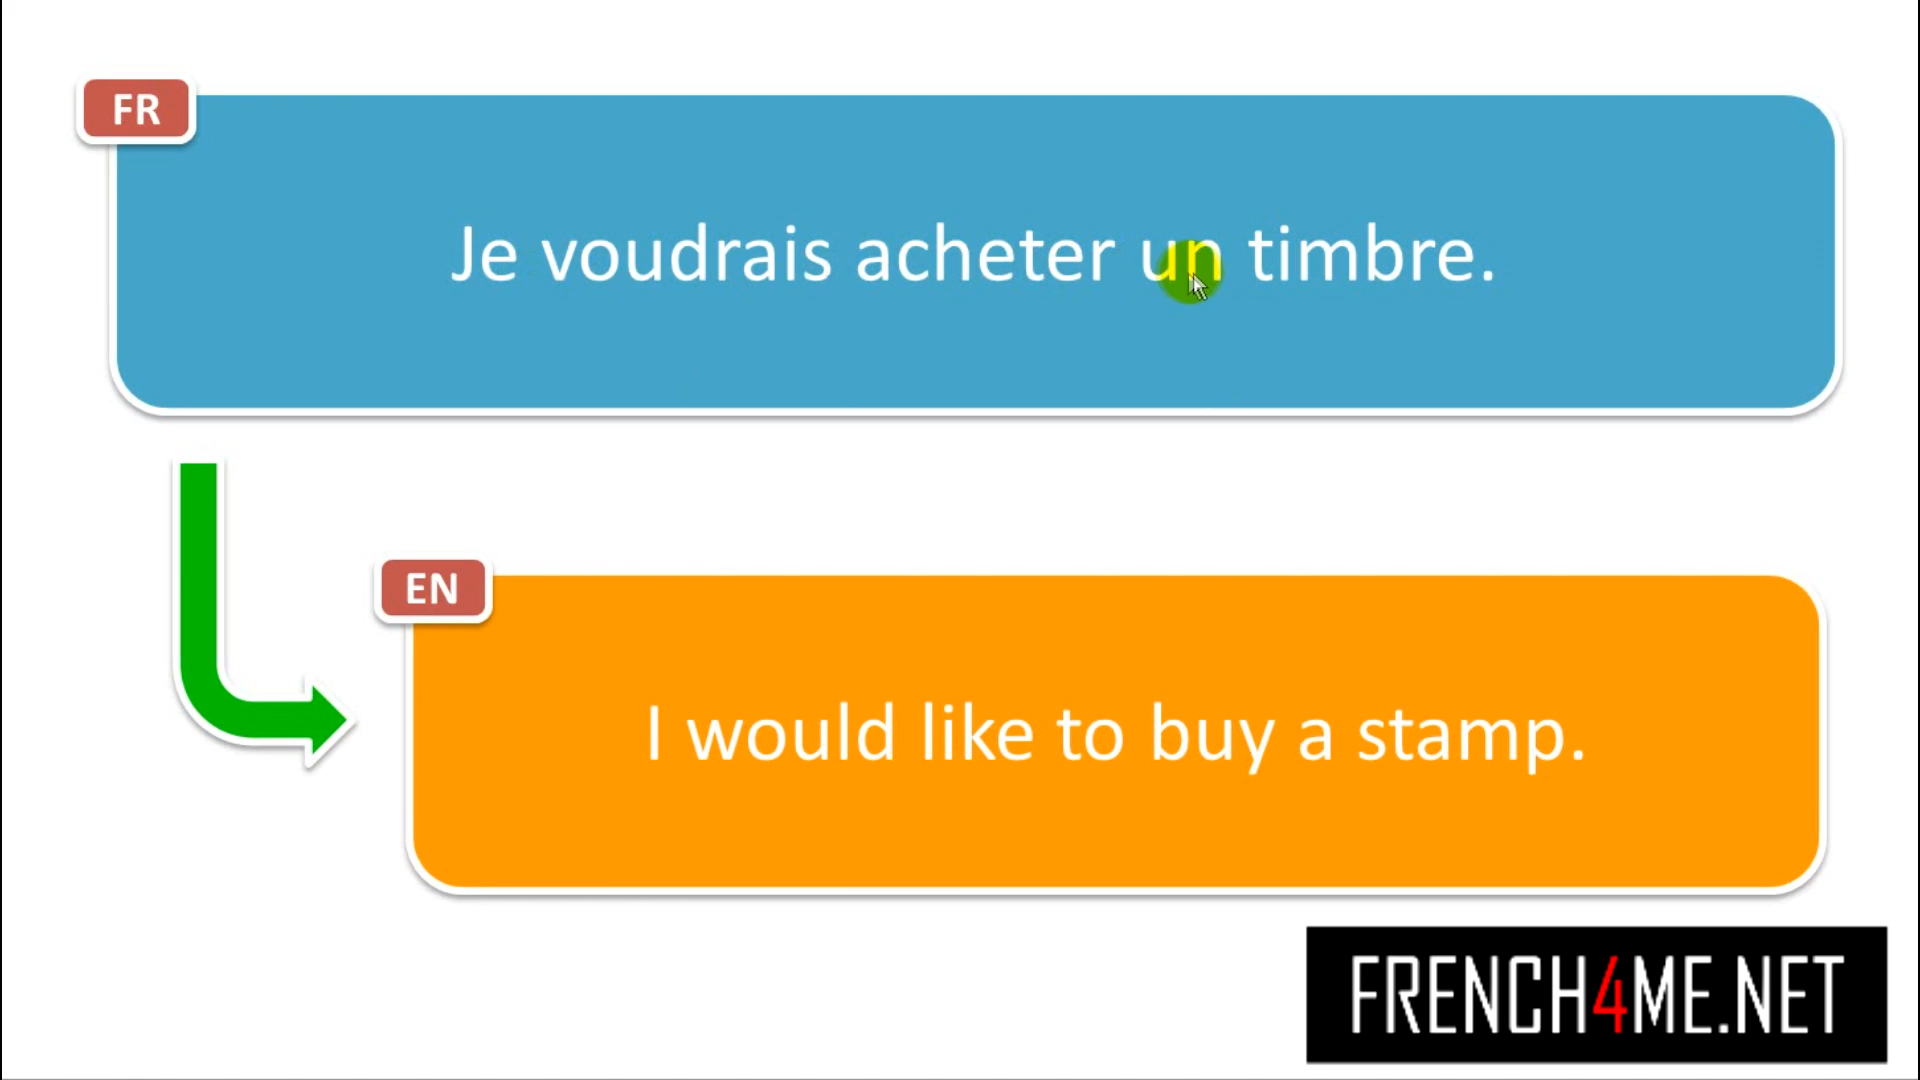 FR
Je voudrais acheter un timbre.
EN
I would like to buy a stamp.
FRENCH4ME.NET